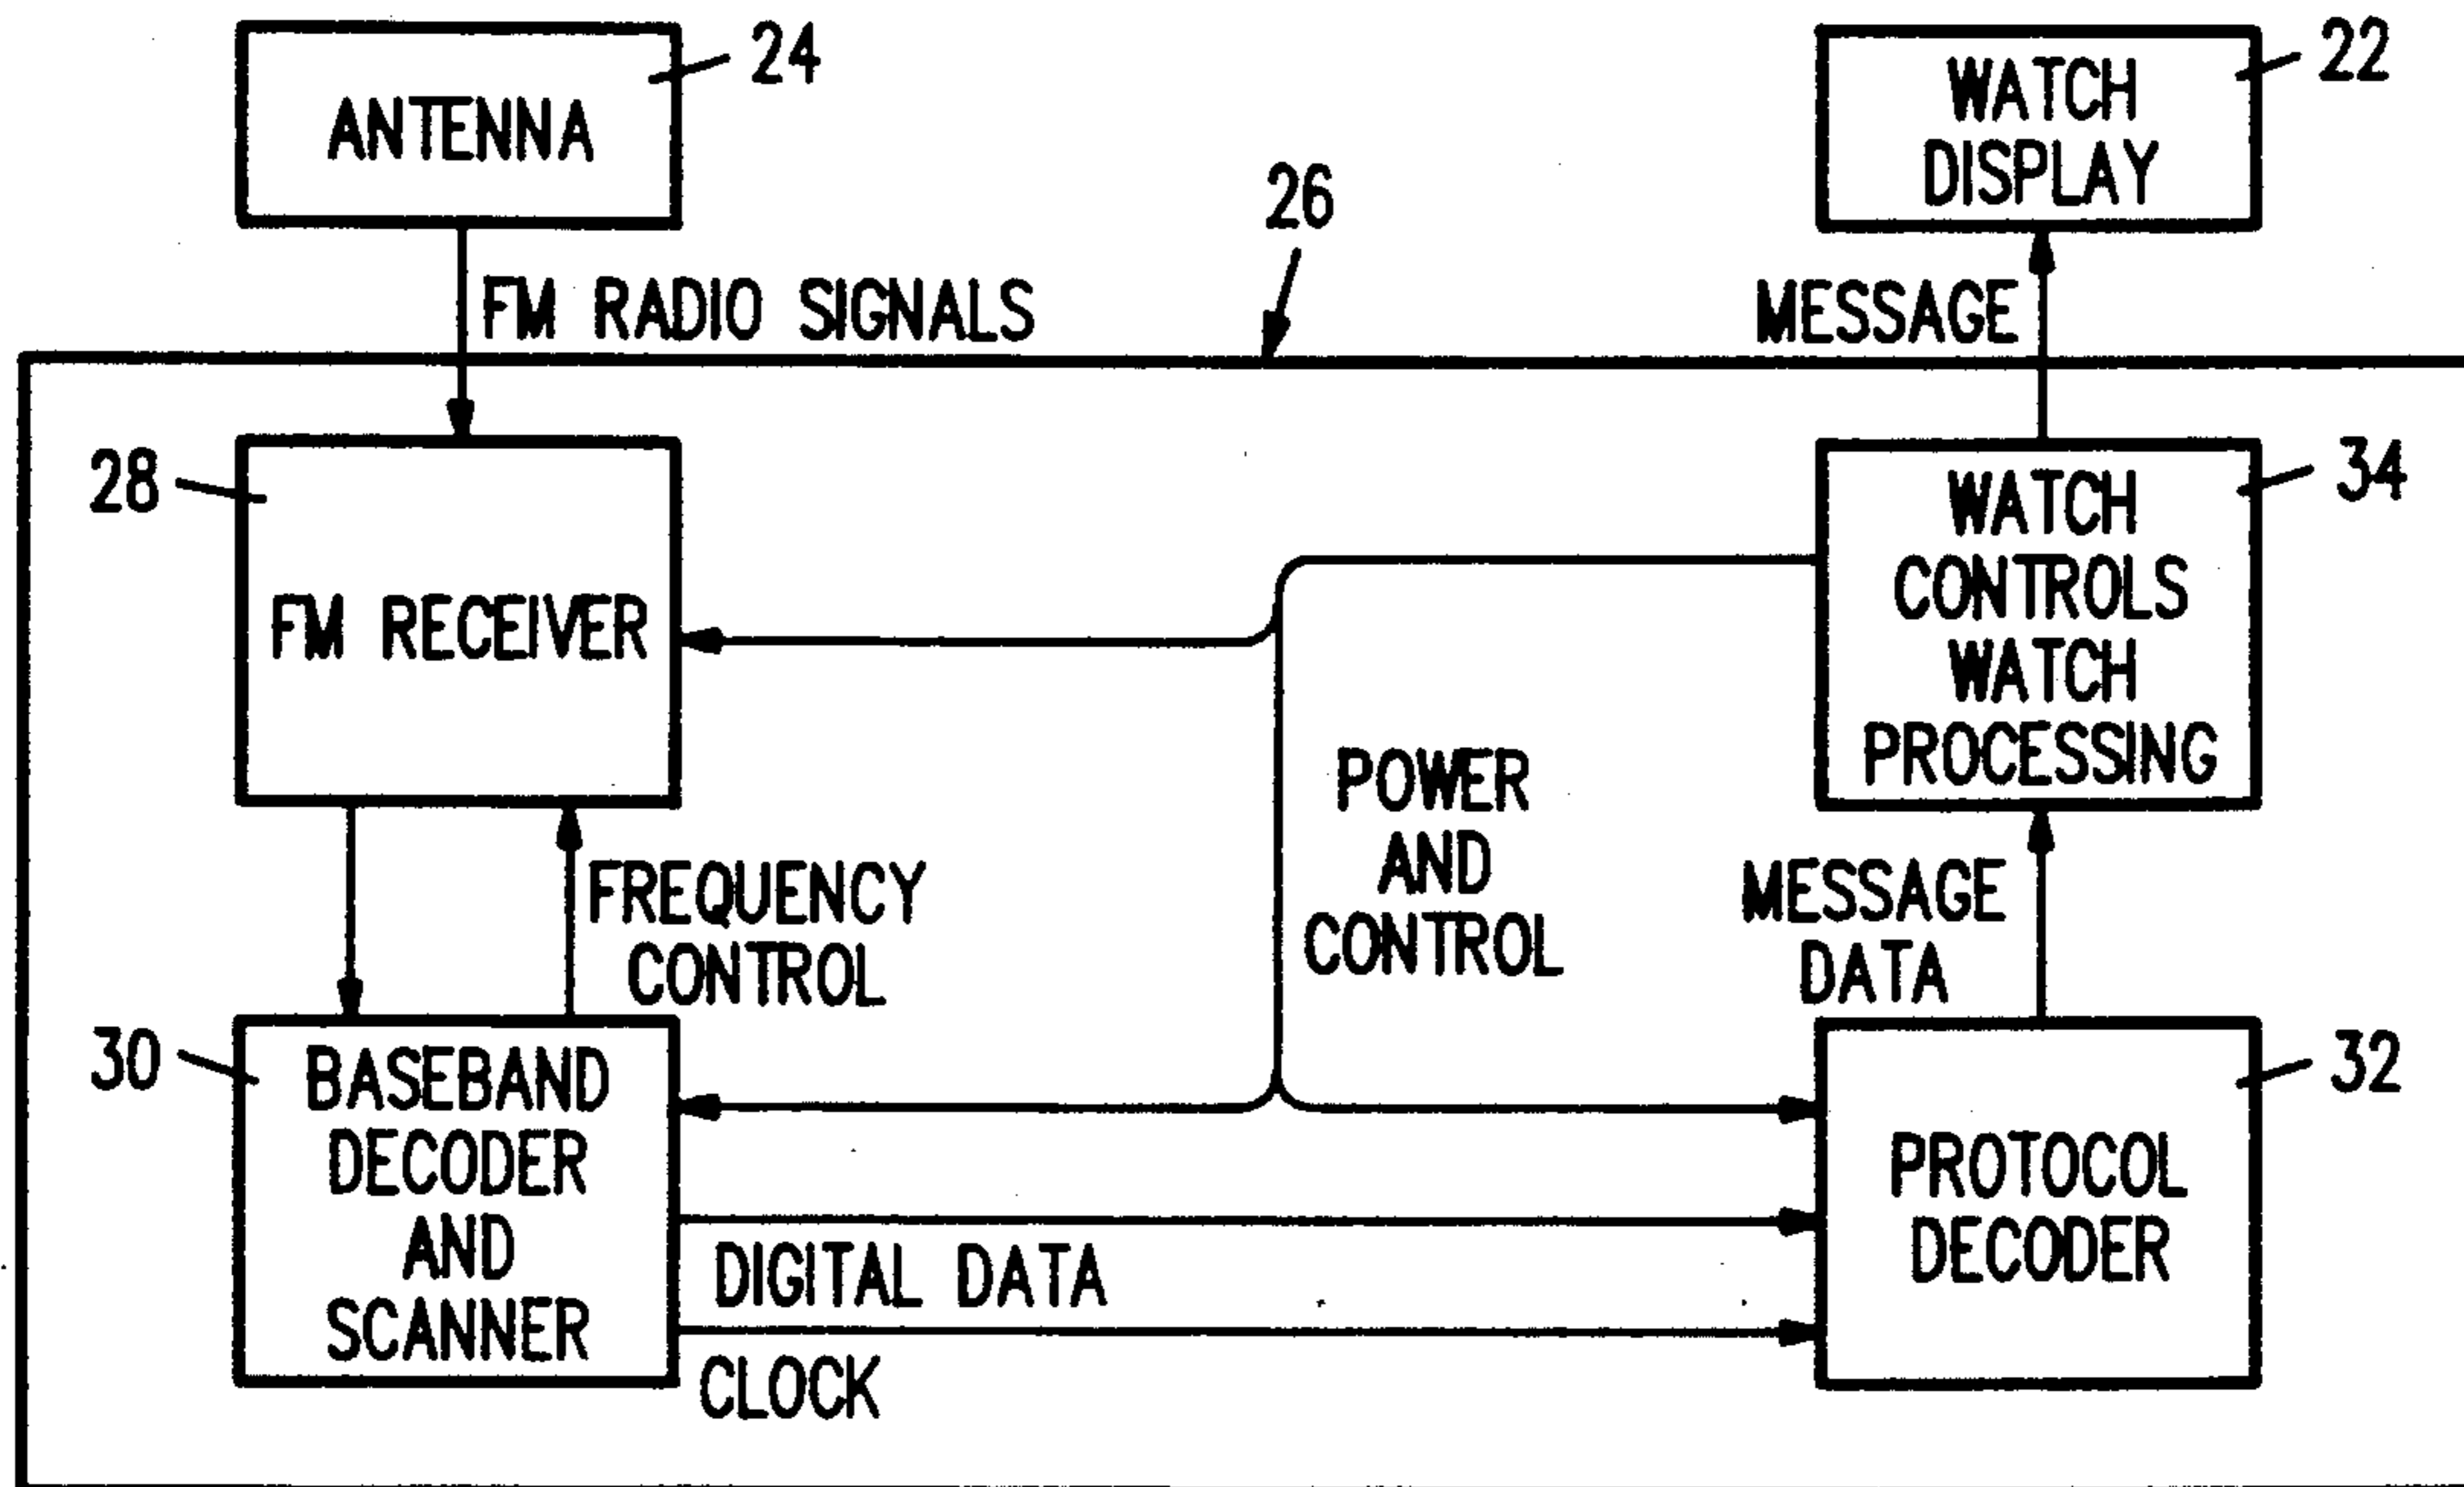 24
ANTENNA
22
WATCH
DISPLAY
26
FM RADIO SIGNALS
MESSAGE
28
FM RECEIVER
34
WATCH
CONTROLS
WATCH
PROCESSING
POWER
AND
CONTROL
FREQUENCY
CONTROL
MESSAGE
DATA
30
BASEBAND
DECODER
AND
SCANNER
32
PROTOCOL
DECODER
DIGITAL DATA
CLOCK